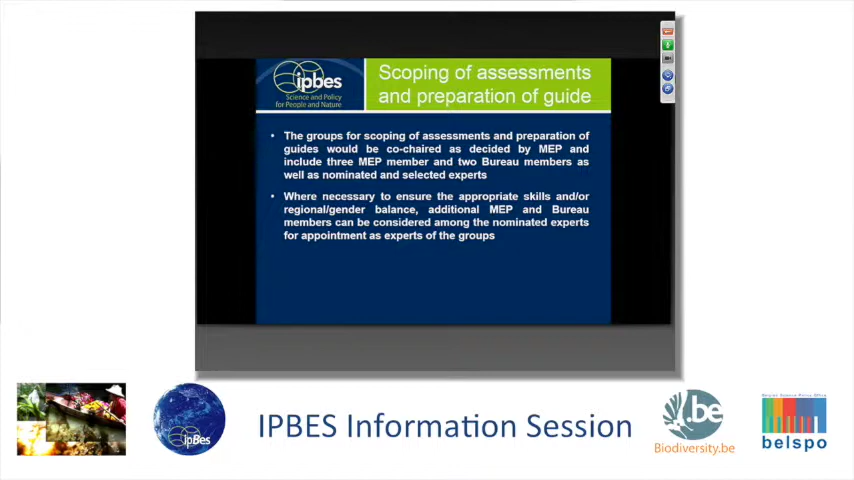 ipbes
Science and Policy
for People and Nature
Scoping of assessments
and preparation of guide
• The groups for scoping of assessments and preparation of
guides would be co-chaired as decided by MEP and
include three MEP member and two Bureau members as
well as nominated and selected experts
• Where necessary to ensure the appropriate skills and/or
regional/gender balance, additional MEP and Bureau
members can be considered among the nominated experts
for appointment as experts of the groups
ipbes
IPBES Information Session
.be
Biodiversity.be
belspo